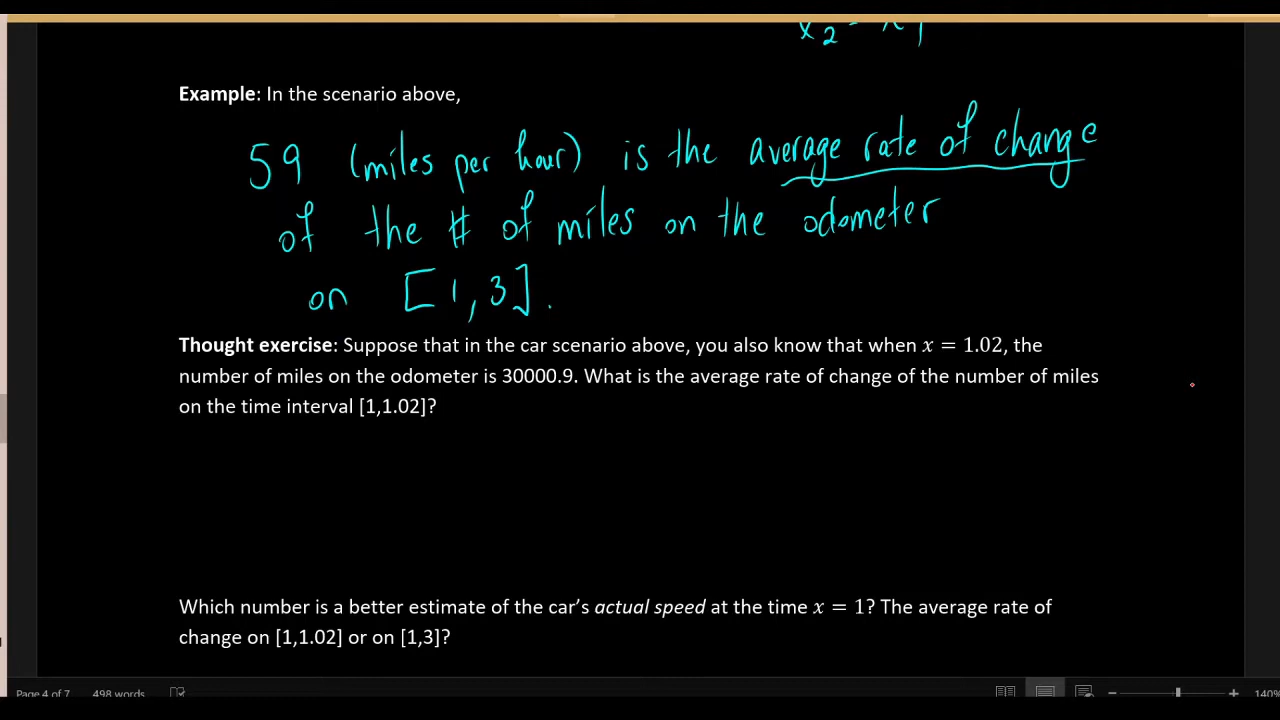 x₂ - x₁
Example: In the scenario above,
59 (miles per hour) is the average rate of change
of the # of miles on the odometer
on [1, 3].
Thought exercise: Suppose that in the car scenario above, you also know that when x = 1.02, the
number of miles on the odometer is 30000.9. What is the average rate of change of the number of miles
on the time interval [1,1.02]?
Which number is a better estimate of the car’s actual speed at the time x = 1? The average rate of
change on [1,1.02] or on [1,3]?
Page 4 of 7 498 words 140%